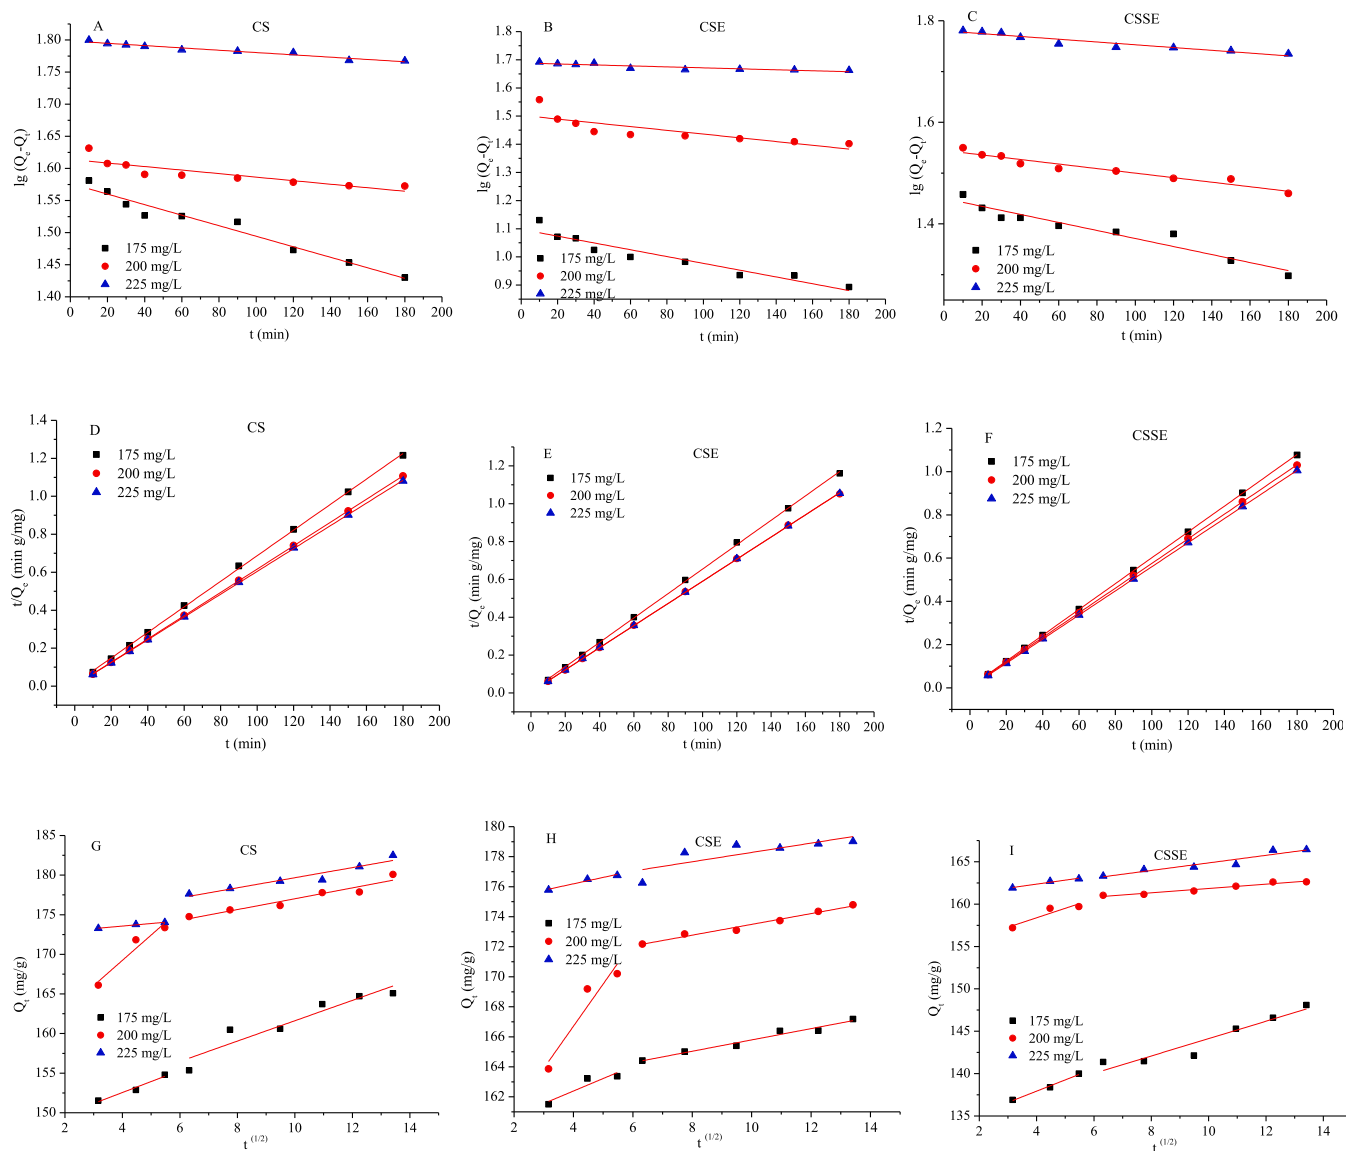 A CS
1.80
1.75
1.65
1.60
1.55
1.50
1.45
1.40
lg (Qe-Qt)
175 mg/L
200 mg/L
225 mg/L
0 20 40 60 80 100 120 140 160 180 200
t (min)
B CSE
1.8
1.7
1.6
1.5
1.4
1.3
1.2
1.1
1.0
0.9
lg (Qe-Qt)
175 mg/L
200 mg/L
225 mg/L
0 20 40 60 80 100 120 140 160 180 200
t (min)
C CSSE
1.8
1.6
1.4
lg (Qe-Qt)
175 mg/L
200 mg/L
225 mg/L
0 20 40 60 80 100 120 140 160 180 200
t (min)
D CS
1.4
1.2
1.0
0.8
0.6
0.4
0.2
0.0
t/Qe (min g/mg)
175 mg/L
200 mg/L
225 mg/L
0 20 40 60 80 100 120 140 160 180 200
t (min)
E CSE
1.2
1.0
0.8
0.6
0.4
0.2
0.0
t/Qe (min g/mg)
175 mg/L
200 mg/L
225 mg/L
0 20 40 60 80 100 120 140 160 180 200
t (min)
F CSSE
1.2
1.0
0.8
0.6
0.4
0.2
0.0
t/Qe (min g/mg)
175 mg/L
200 mg/L
225 mg/L
0 20 40 60 80 100 120 140 160 180 200
t (min)
G CS
185
180
175
170
165
160
155
150
Qt (mg/g)
175 mg/L
200 mg/L
225 mg/L
2 4 6 8 10 12 14
t (1/2)
H CSE
180
178
176
174
172
170
168
166
164
162
Qt (mg/g)
175 mg/L
200 mg/L
225 mg/L
2 4 6 8 10 12 14
t (1/2)
I CSSE
165
160
155
150
145
140
135
Qt (mg/g)
175 mg/L
200 mg/L
225 mg/L
2 4 6 8 10 12 14
t (1/2)